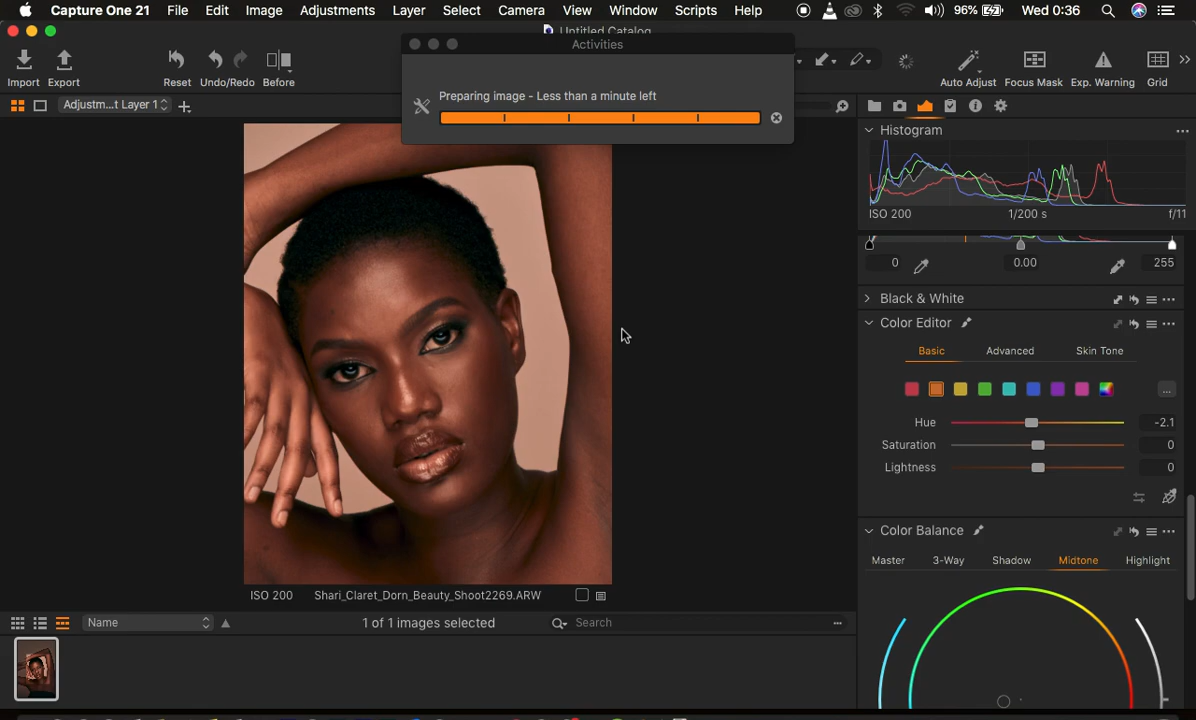 Capture One 21 File Edit Image Adjustments Layer Select Camera View Window Scripts Help 96% Wed 0:36
Untitled Catalog
Activities
Import Export Reset Undo/Redo Before Auto Adjust Focus Mask Exp. Warning Grid
Preparing image - Less than a minute left
Adjustm...t Layer 1
Histogram
ISO 200 1/200 s f/11
0 0.00 255
Black & White
Color Editor
Basic Advanced Skin Tone
...
Hue -2.1
Saturation 0
Lightness 0
Color Balance
Master 3-Way Shadow Midtone Highlight
ISO 200 Shari_Claret_Dorn_Beauty_Shoot2269.ARW
Name 1 of 1 images selected Search